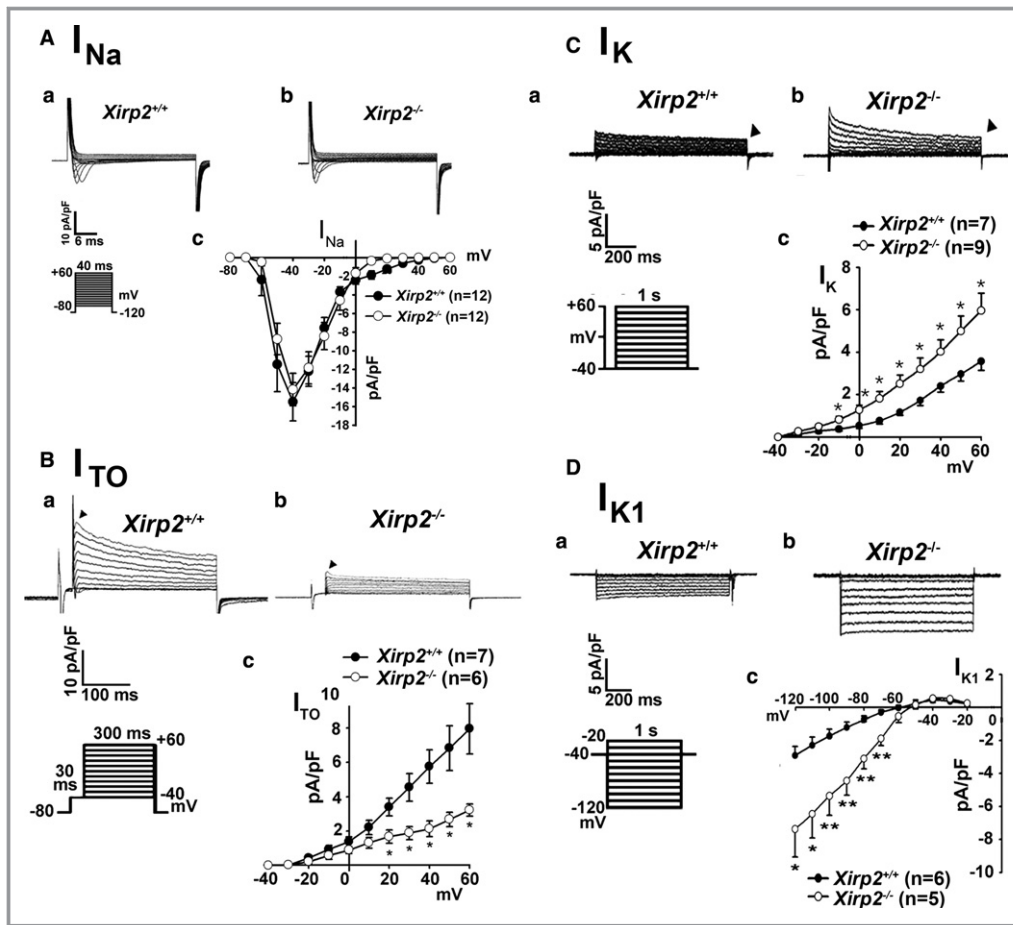 A I Na
a Xirp2+/+
b Xirp2-/-
10 pA/pF
6 ms
40 ms
+60
-80
mV
-120
c
I Na
mV
-80 -60 -40 -20 20 40 60
-2
-4
-6
-8
-10
-12
-14
-16
-18
pA/pF
Xirp2+/+ (n=12)
Xirp2-/- (n=12)
B I TO
a Xirp2+/+
b Xirp2-/-
10 pA/pF
100 ms
300 ms
+60
30 ms
-40
-80
mV
c
Xirp2+/+ (n=7)
Xirp2-/- (n=6)
I TO
10
8
6
4
2
pA/pF
* * * * *
-40 -20 0 20 40 60
mV
C I K
a Xirp2+/+
b Xirp2-/-
5 pA/pF
200 ms
1 s
+60
mV
-40
c
Xirp2+/+ (n=7)
Xirp2-/- (n=9)
I K
8
6
4
2
pA/pF
* * * * * * * *
-40 -20 0 20 40 60
mV
D I K1
a Xirp2+/+
b Xirp2-/-
5 pA/pF
200 ms
1 s
-20
-40
-120
mV
c
I K1
2
-120 -100 -80 -60 -40 -20 0
mV
-2
-4
-6
-8
-10
pA/pF
* * ** ** ** **
Xirp2+/+ (n=6)
Xirp2-/- (n=5)